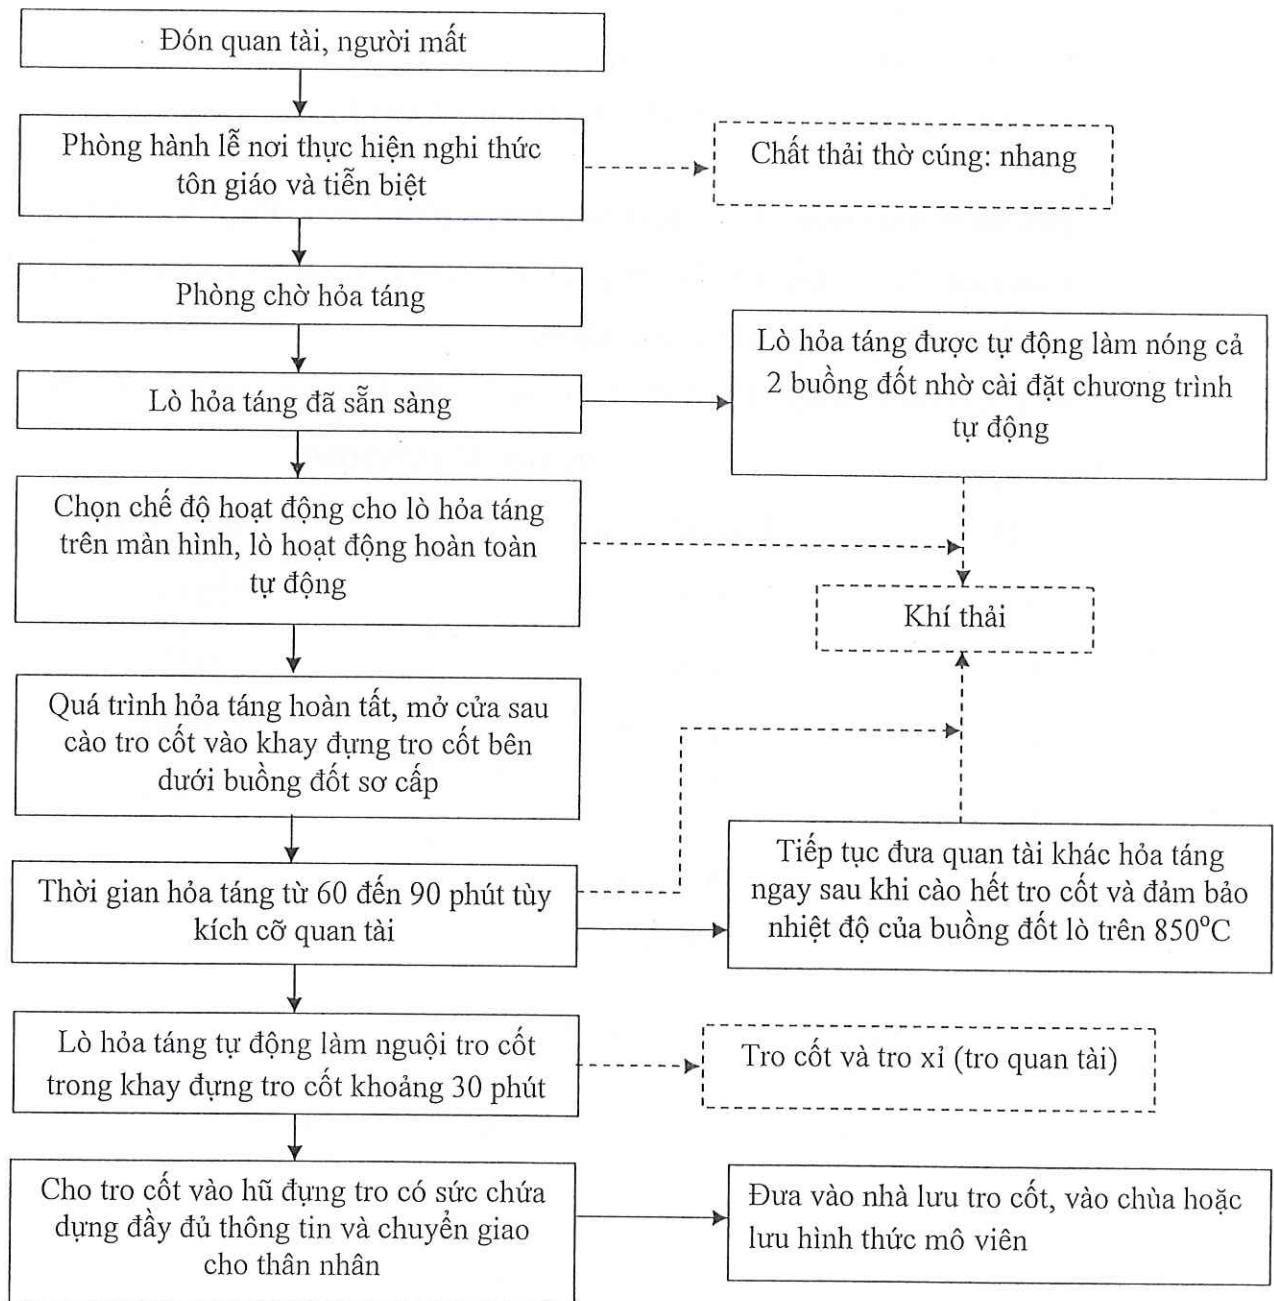 Đón quan tài, người mất
Phòng hành lễ nơi thực hiện nghi thức
tôn giáo và tiễn biệt
Chất thải thờ cúng: nhang
Phòng chờ hỏa táng
Lò hỏa táng đã sẵn sàng
Lò hỏa táng được tự động làm nóng cả
2 buồng đốt nhờ cài đặt chương trình
tự động
Chọn chế độ hoạt động cho lò hỏa táng
trên màn hình, lò hoạt động hoàn toàn
tự động
Khí thải
Quá trình hỏa táng hoàn tất, mở cửa sau
cào tro cốt vào khay đựng tro cốt bên
dưới buồng đốt sơ cấp
Thời gian hỏa táng từ 60 đến 90 phút tùy
kích cỡ quan tài
Tiếp tục đưa quan tài khác hỏa táng
ngay sau khi cào hết tro cốt và đảm bảo
nhiệt độ của buồng đốt lò trên 850°C
Lò hỏa táng tự động làm nguội tro cốt
trong khay đựng tro cốt khoảng 30 phút
Tro cốt và tro xỉ (tro quan tài)
Cho tro cốt vào hũ đựng tro có sức chứa
dựng đầy đủ thông tin và chuyển giao
cho thân nhân
Đưa vào nhà lưu tro cốt, vào chùa hoặc
lưu hình thức mô viên